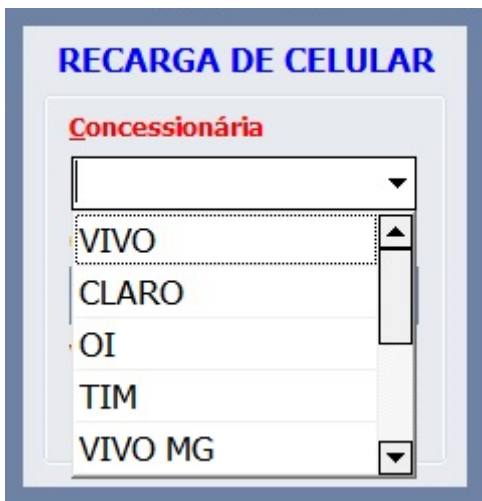 RECARGA DE CELULAR
Concessionária
VIVO
CLARO
OI
TIM
VIVO MG